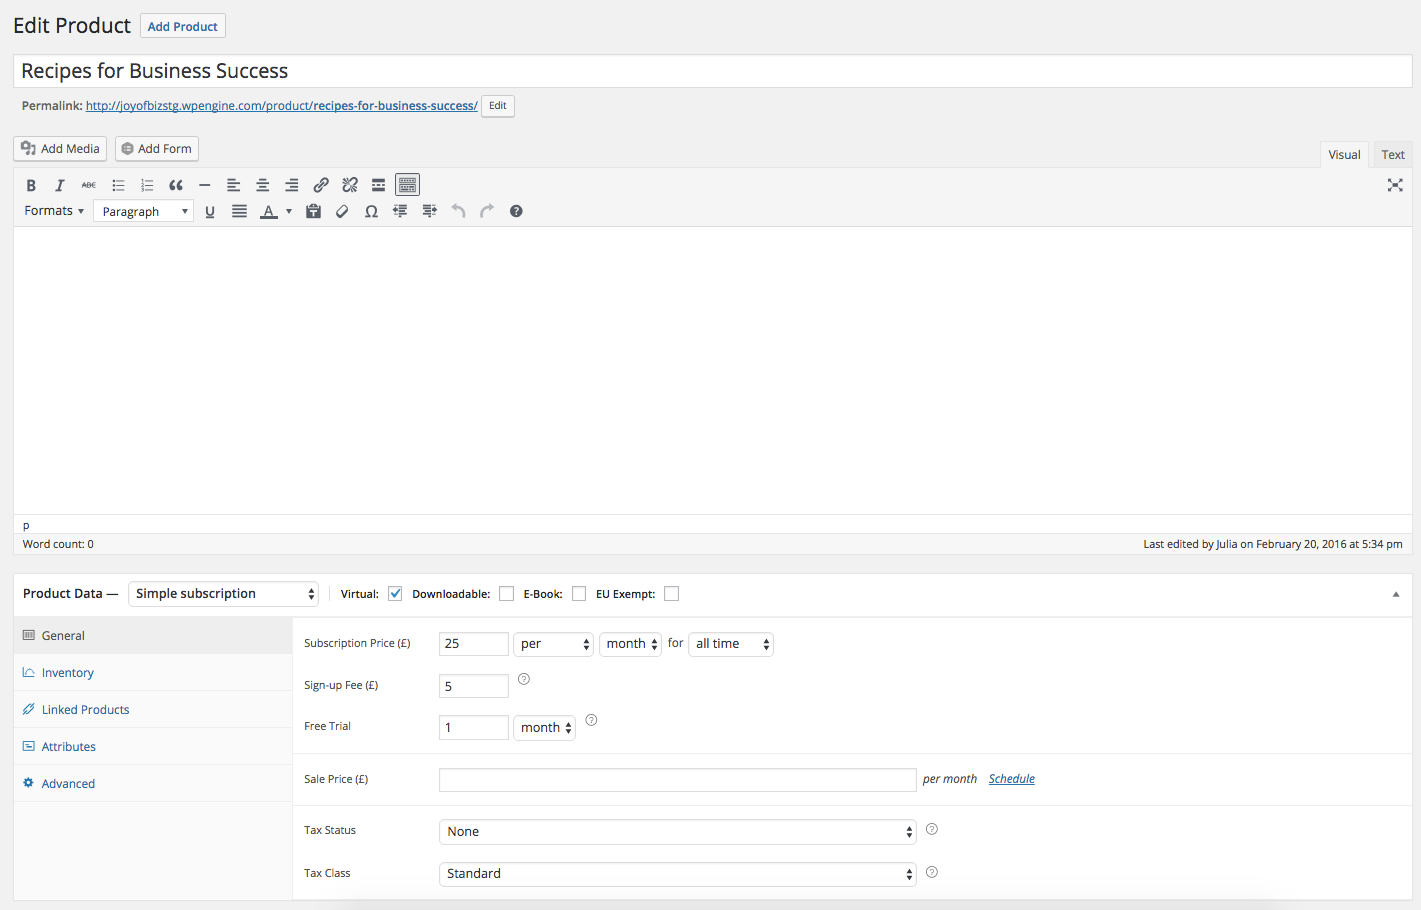 Edit Product Add Product
Recipes for Business Success
Permalink: http://joyofbizstg.wpengine.com/product/recipes-for-business-success/ Edit
Add Media Add Form Visual Text
B I ABC
Formats Paragraph U A Ω ?
p
Word count: 0 Last edited by Julia on February 20, 2016 at 5:34 pm
Product Data — Simple subscription Virtual: Downloadable: E-Book: EU Exempt:
General
Inventory
Linked Products
Attributes
Advanced
Subscription Price (£) 25 per month for all time
Sign-up Fee (£) 5 ?
Free Trial 1 month ?
Sale Price (£) per month Schedule
Tax Status None ?
Tax Class Standard ?